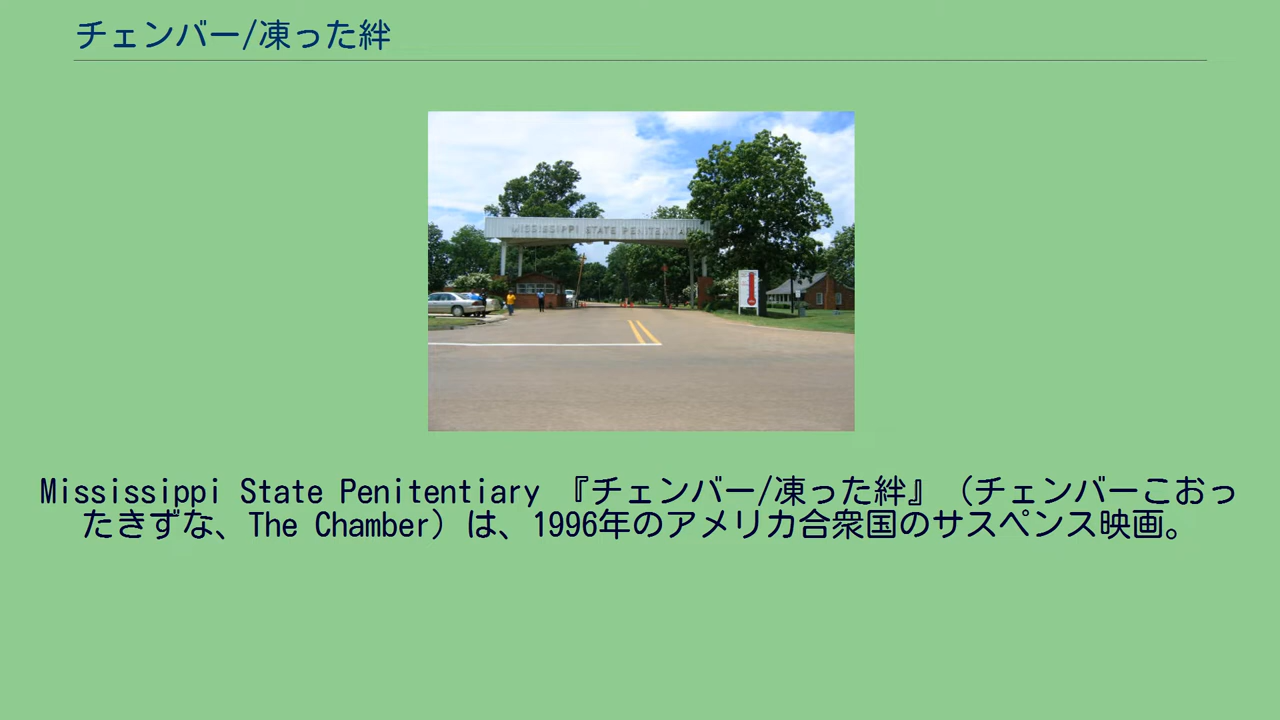 チェンバー/凍った絆
MISSISSIPPI STATE PENITENTIARY
Mississippi State Penitentiary 『チェンバー/凍った絆』（チェンバーこおっ
たきずな、The Chamber）は、1996年のアメリカ合衆国のサスペンス映画。